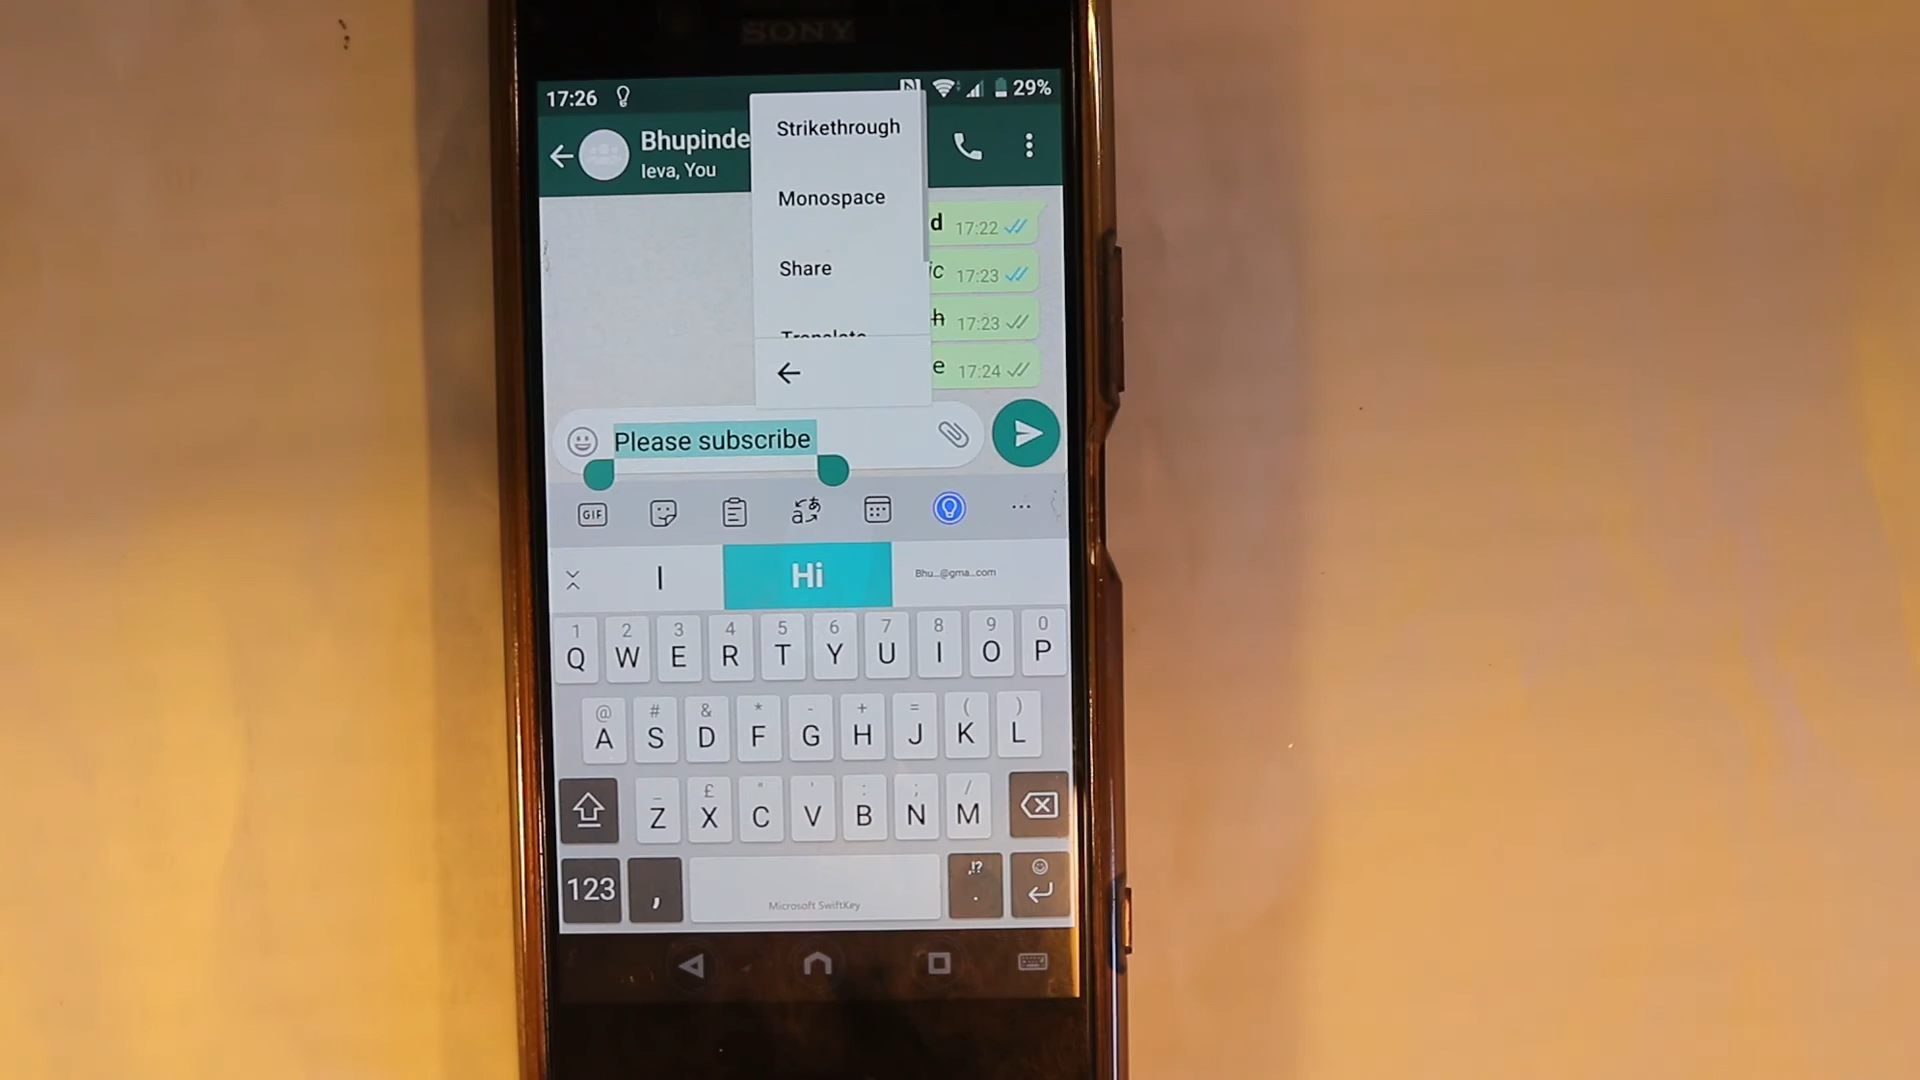 SONY
17:26 29%
Bhupinde
Ieva, You
Strikethrough
Monospace
Share
Translate
d 17:22
ic 17:23
h 17:23
e 17:24
Please subscribe
GIF
I Hi Bhu_@gma_com
1 2 3 4 5 6 7 8 9 0
Q W E R T Y U I O P
@ # & * - + = ( )
A S D F G H J K L
_ £ " ' : ; /
Z X C V B N M
123 , Microsoft SwiftKey ,!? .